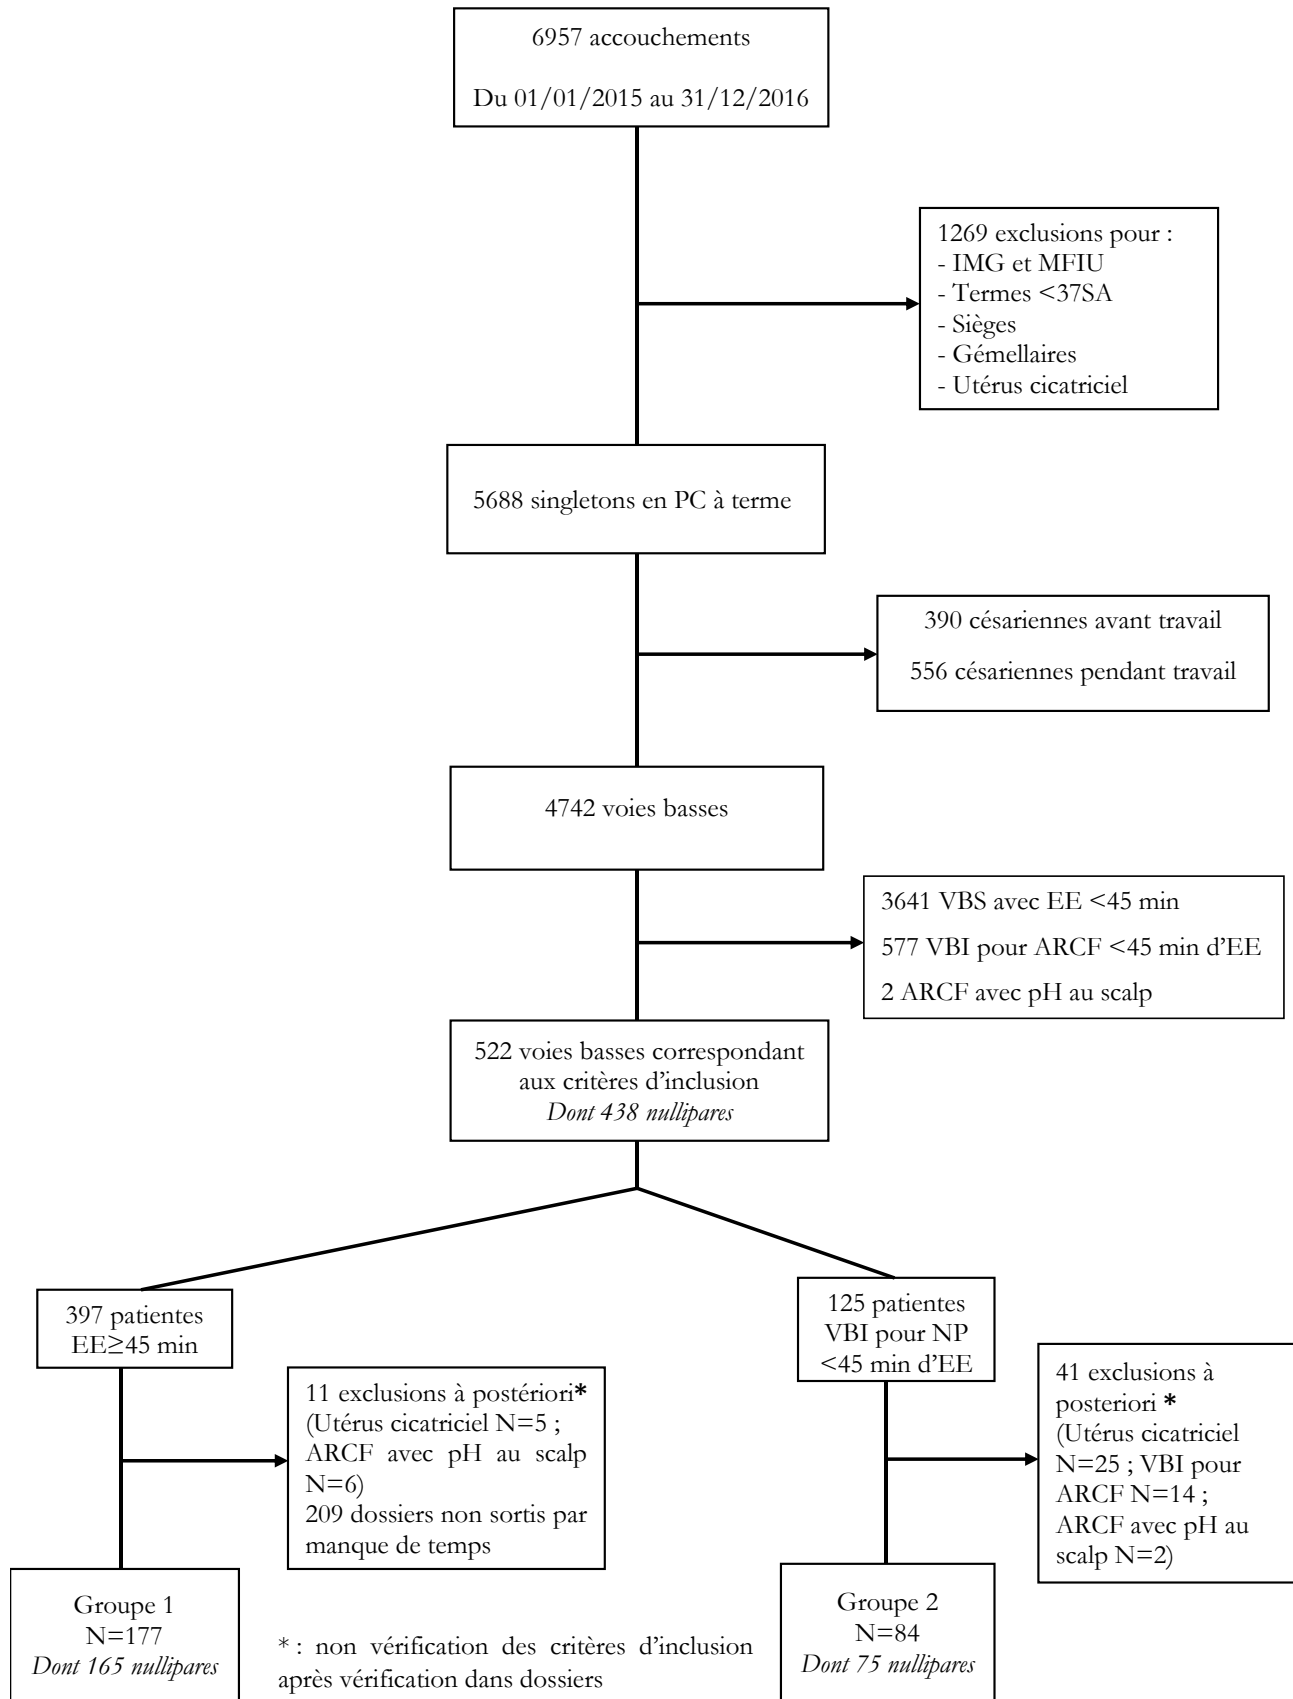 6957 accouchements
Du 01/01/2015 au 31/12/2016
1269 exclusions pour :
- IMG et MFIU
- Termes <37SA
- Sièges
- Gémellaires
- Utérus cicatriciel
5688 singletons en PC à terme
390 césariennes avant travail
556 césariennes pendant travail
4742 voies basses
3641 VBS avec EE <45 min
577 VBI pour ARCF <45 min d’EE
2 ARCF avec pH au scalp
522 voies basses correspondant
aux critères d’inclusion
Dont 438 nullipares
397 patientes
EE≥45 min
125 patientes
VBI pour NP
<45 min d’EE
11 exclusions à postériori*
(Utérus cicatriciel N=5 ;
ARCF avec pH au scalp
N=6)
209 dossiers non sortis par
manque de temps
41 exclusions à
posteriori *
(Utérus cicatriciel
N=25 ; VBI pour
ARCF N=14 ;
ARCF avec pH au
scalp N=2)
Groupe 1
N=177
Dont 165 nullipares
Groupe 2
N=84
Dont 75 nullipares
* : non vérification des critères d’inclusion
après vérification dans dossiers